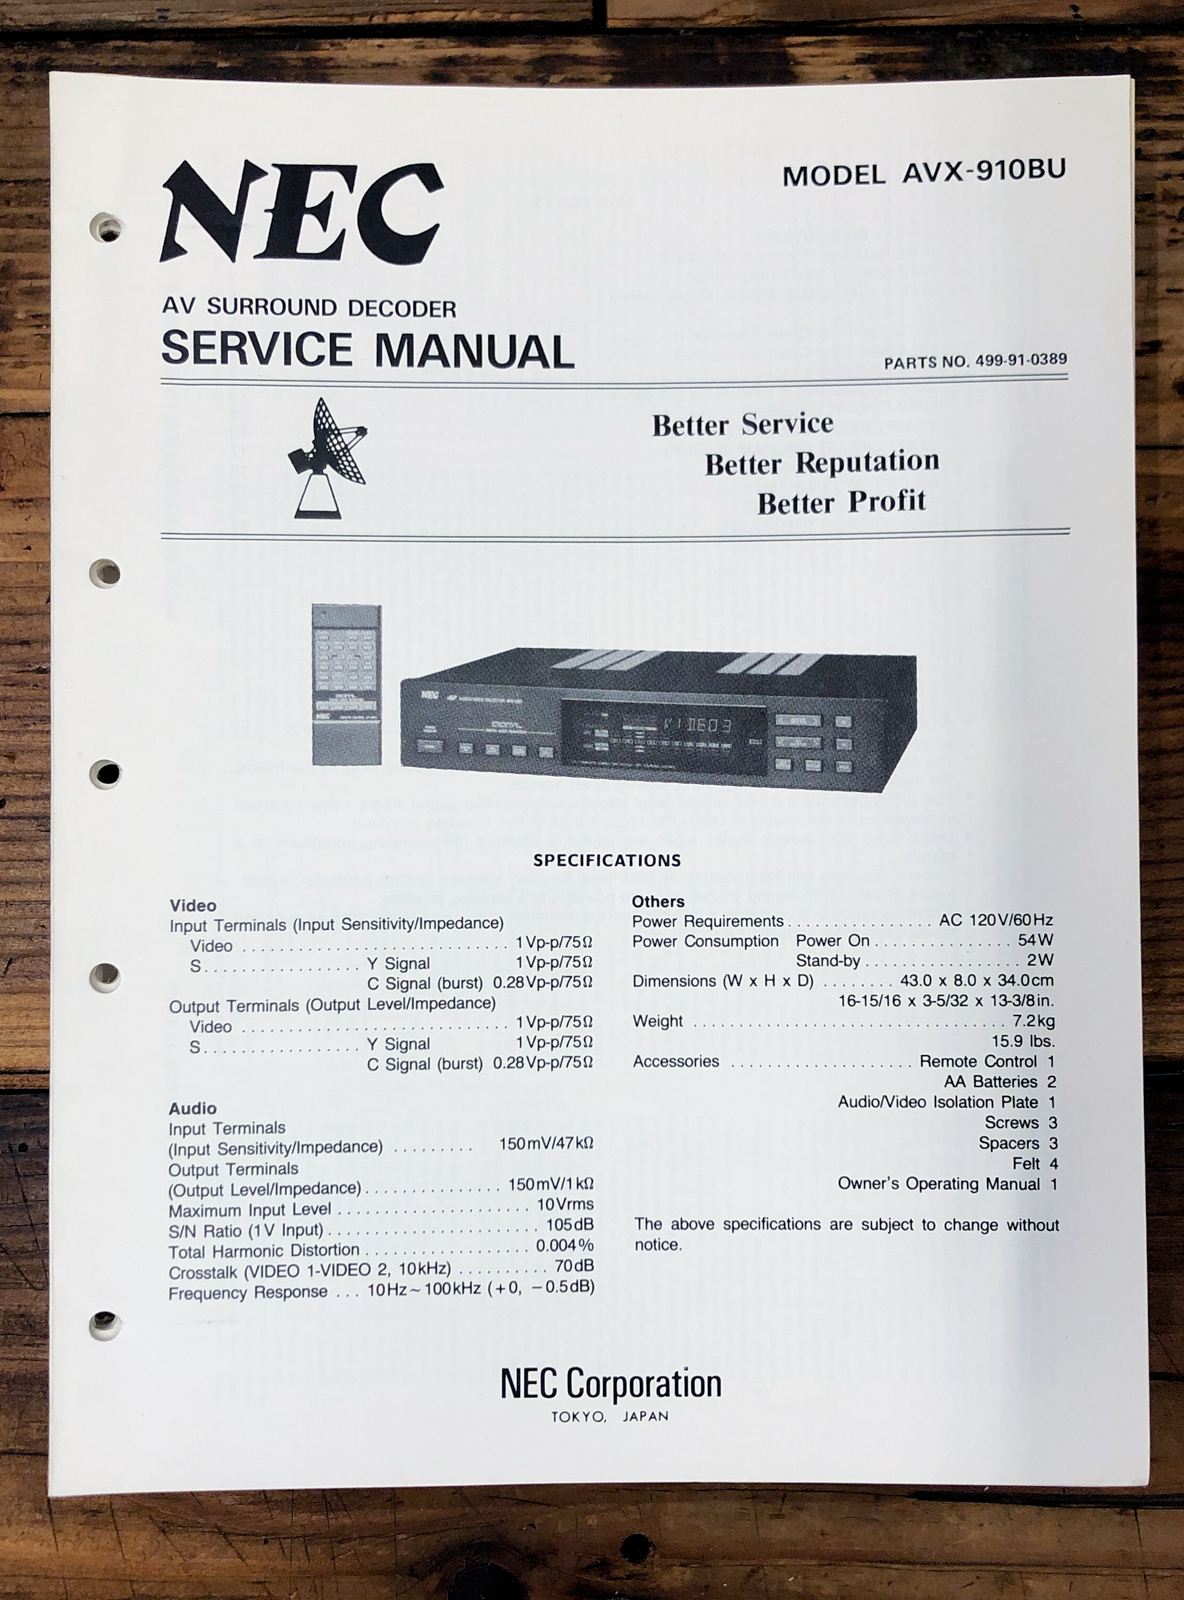 NEC
MODEL AVX-910BU
AV SURROUND DECODER
SERVICE MANUAL
PARTS NO. 499-91-0389
Better Service
Better Reputation
Better Profit
NEC
DIGITAL
VIDEO3
NEC
SPECIFICATIONS
Video
Input Terminals (Input Sensitivity/Impedance)
Video . . . . . . . . . . . . . . . . . . . . . . . . . . . . 1Vp-p/75Ω
S. . . . . . . . . . . . . . . . . Y Signal 1Vp-p/75Ω
C Signal (burst) 0.28Vp-p/75Ω
Output Terminals (Output Level/Impedance)
Video . . . . . . . . . . . . . . . . . . . . . . . . . . . . 1Vp-p/75Ω
S. . . . . . . . . . . . . . . . . Y Signal 1Vp-p/75Ω
C Signal (burst) 0.28Vp-p/75Ω
Audio
Input Terminals
(Input Sensitivity/Impedance) . . . . . . . . . 150mV/47kΩ
Output Terminals
(Output Level/Impedance) . . . . . . . . . . . . . . . 150mV/1kΩ
Maximum Input Level . . . . . . . . . . . . . . . . . . . . 10Vrms
S/N Ratio (1V Input) . . . . . . . . . . . . . . . . . . . . . 105dB
Total Harmonic Distortion . . . . . . . . . . . . . . . . . . 0.004%
Crosstalk (VIDEO 1-VIDEO 2, 10kHz) . . . . . . . . . . 70dB
Frequency Response . . . 10Hz~100kHz (+0, −0.5dB)
Others
Power Requirements . . . . . . . . . . . . . . . . AC 120V/60Hz
Power Consumption Power On . . . . . . . . . . . . . . . 54W
Stand-by . . . . . . . . . . . . . . . . . 2W
Dimensions (W x H x D) . . . . . . . . 43.0 x 8.0 x 34.0cm
16-15/16 x 3-5/32 x 13-3/8in.
Weight . . . . . . . . . . . . . . . . . . . . . . . . . . . . . . . . . 7.2kg
15.9 lbs.
Accessories . . . . . . . . . . . . . . . . . . . Remote Control 1
AA Batteries 2
Audio/Video Isolation Plate 1
Screws 3
Spacers 3
Felt 4
Owner's Operating Manual 1
The above specifications are subject to change without
notice.
NEC Corporation
TOKYO, JAPAN